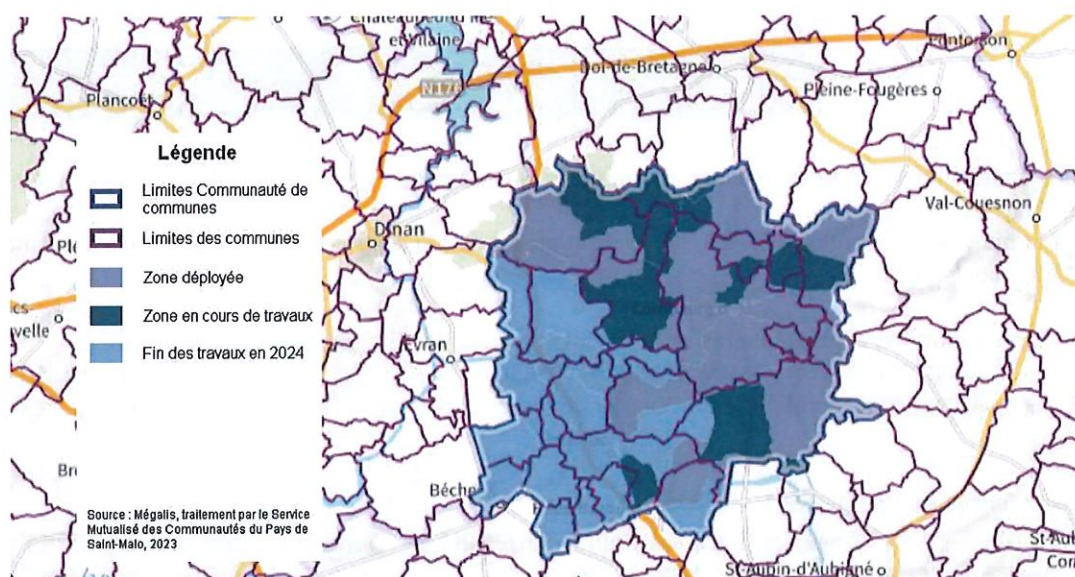 et Vilaine
Dol-de-Bretagne
Pontorson
N176
Plancoët
Pleine-Fougères
Légende
Limites Communauté de
communes
Limites des communes
Zone déployée
Zone en cours de travaux
Fin des travaux en 2024
Dinan
Val-Couesnon
Evran
Source : Mégalis, traitement par le Service
Mutualisé des Communautés du Pays de
Saint-Malo, 2023
St-Aubin-d'Aubigné